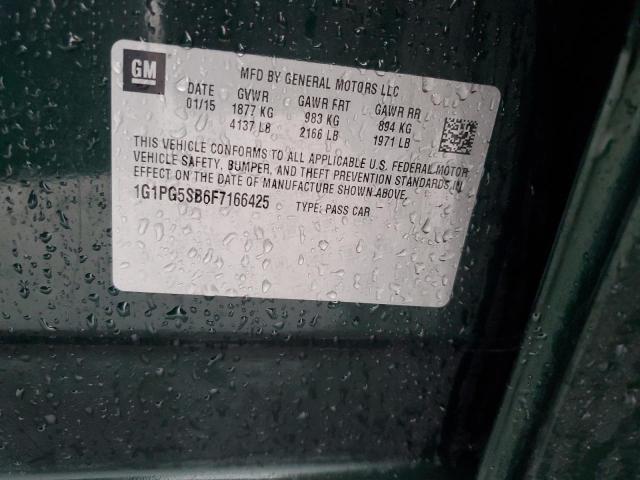 GM
MFD BY GENERAL MOTORS LLC
DATE GVWR GAWR FRT GAWR RR
01/15 1877 KG 983 KG 894 KG
4137 LB 2166 LB 1971 LB
THIS VEHICLE CONFORMS TO ALL APPLICABLE U.S. FEDERAL MOTOR
VEHICLE SAFETY, BUMPER, AND THEFT PREVENTION STANDARDS IN
EFFECT ON THE DATE OF MANUFACTURE SHOWN ABOVE.
1G1PG5SB6F7166425 TYPE: PASS CAR